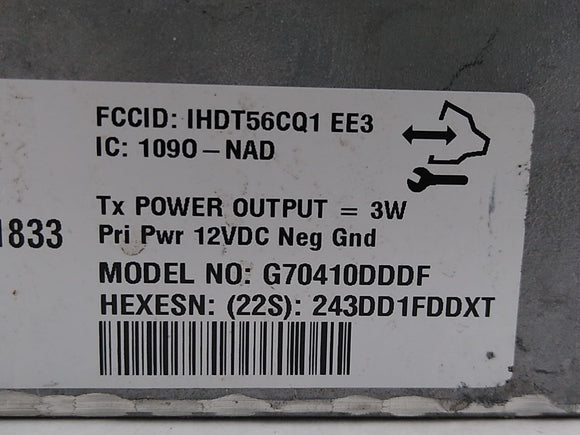 FCCID: IHDT56CQ1 EE3
IC: 1090-NAD
Tx POWER OUTPUT = 3W
1833 Pri Pwr 12VDC Neg Gnd
MODEL NO: G70410DDDF
HEXESN: (22S): 243DD1FDDXT